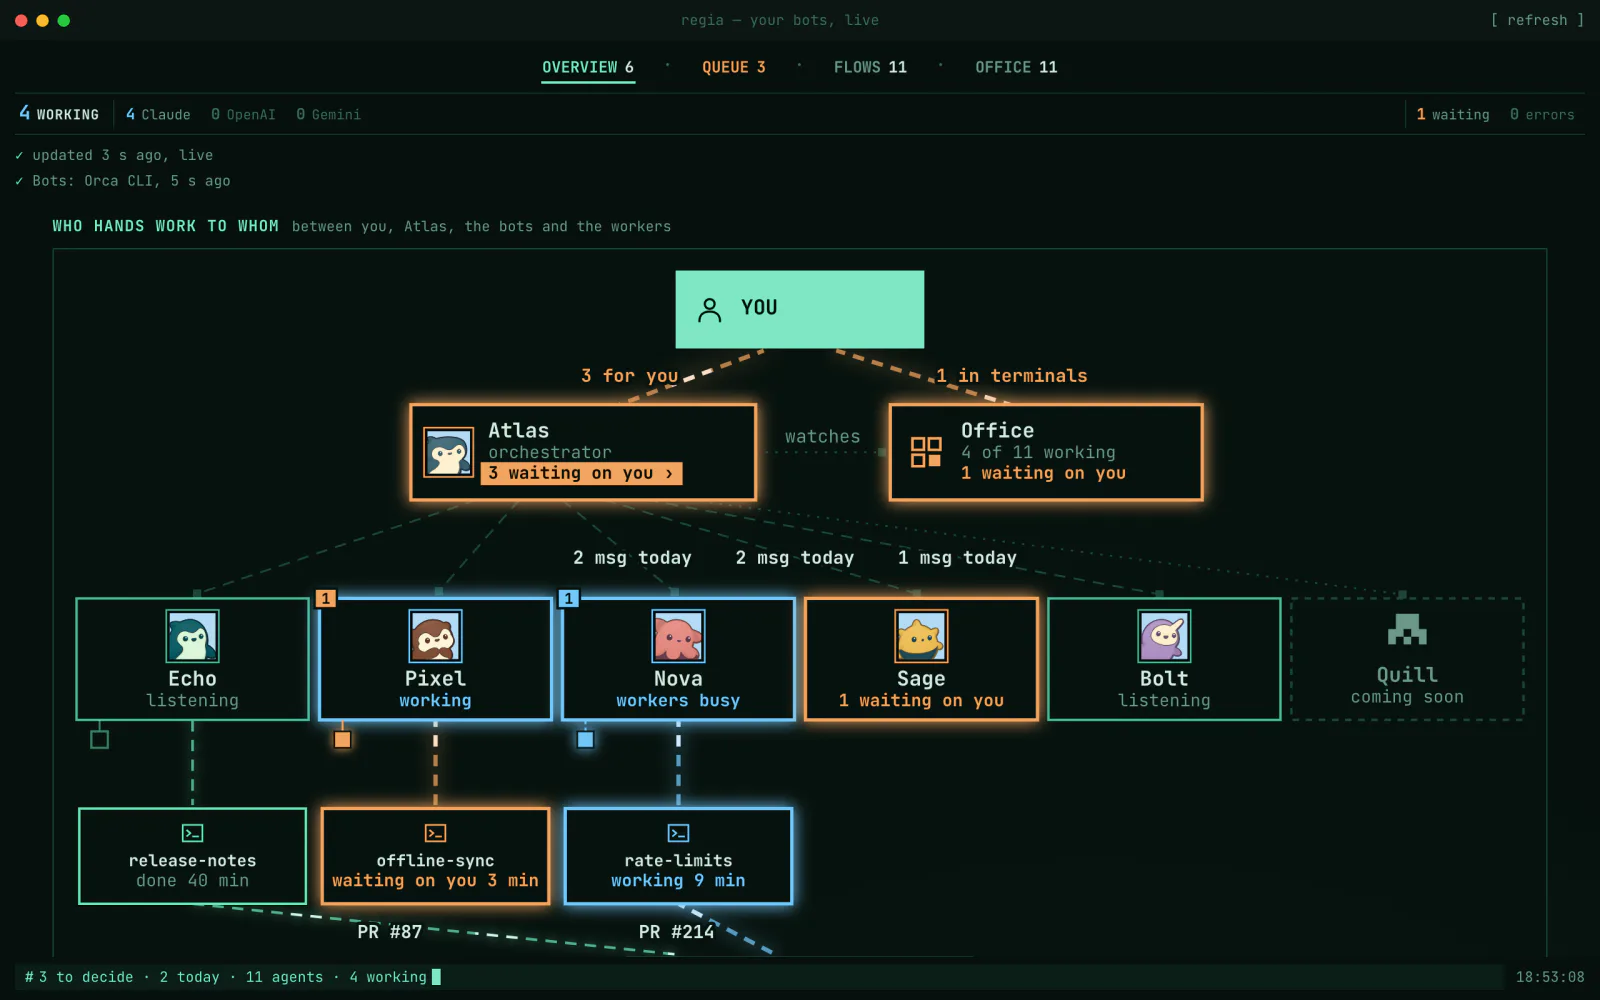 regia — your bots, live
[ refresh ]
OVERVIEW 6 · QUEUE 3 · FLOWS 11 · OFFICE 11
4 WORKING 4 Claude 0 OpenAI 0 Gemini 1 waiting 0 errors
✓ updated 3 s ago, live
✓ Bots: Orca CLI, 5 s ago
WHO HANDS WORK TO WHOM between you, Atlas, the bots and the workers
YOU
3 for you
1 in terminals
Atlas
orchestrator
3 waiting on you ›
watches
Office
4 of 11 working
1 waiting on you
2 msg today
2 msg today
1 msg today
Echo
listening
1
Pixel
working
1
Nova
workers busy
Sage
1 waiting on you
Bolt
listening
Quill
coming soon
release-notes
done 40 min
offline-sync
waiting on you 3 min
rate-limits
working 9 min
PR #87
PR #214
# 3 to decide · 2 today · 11 agents · 4 working
18:53:08